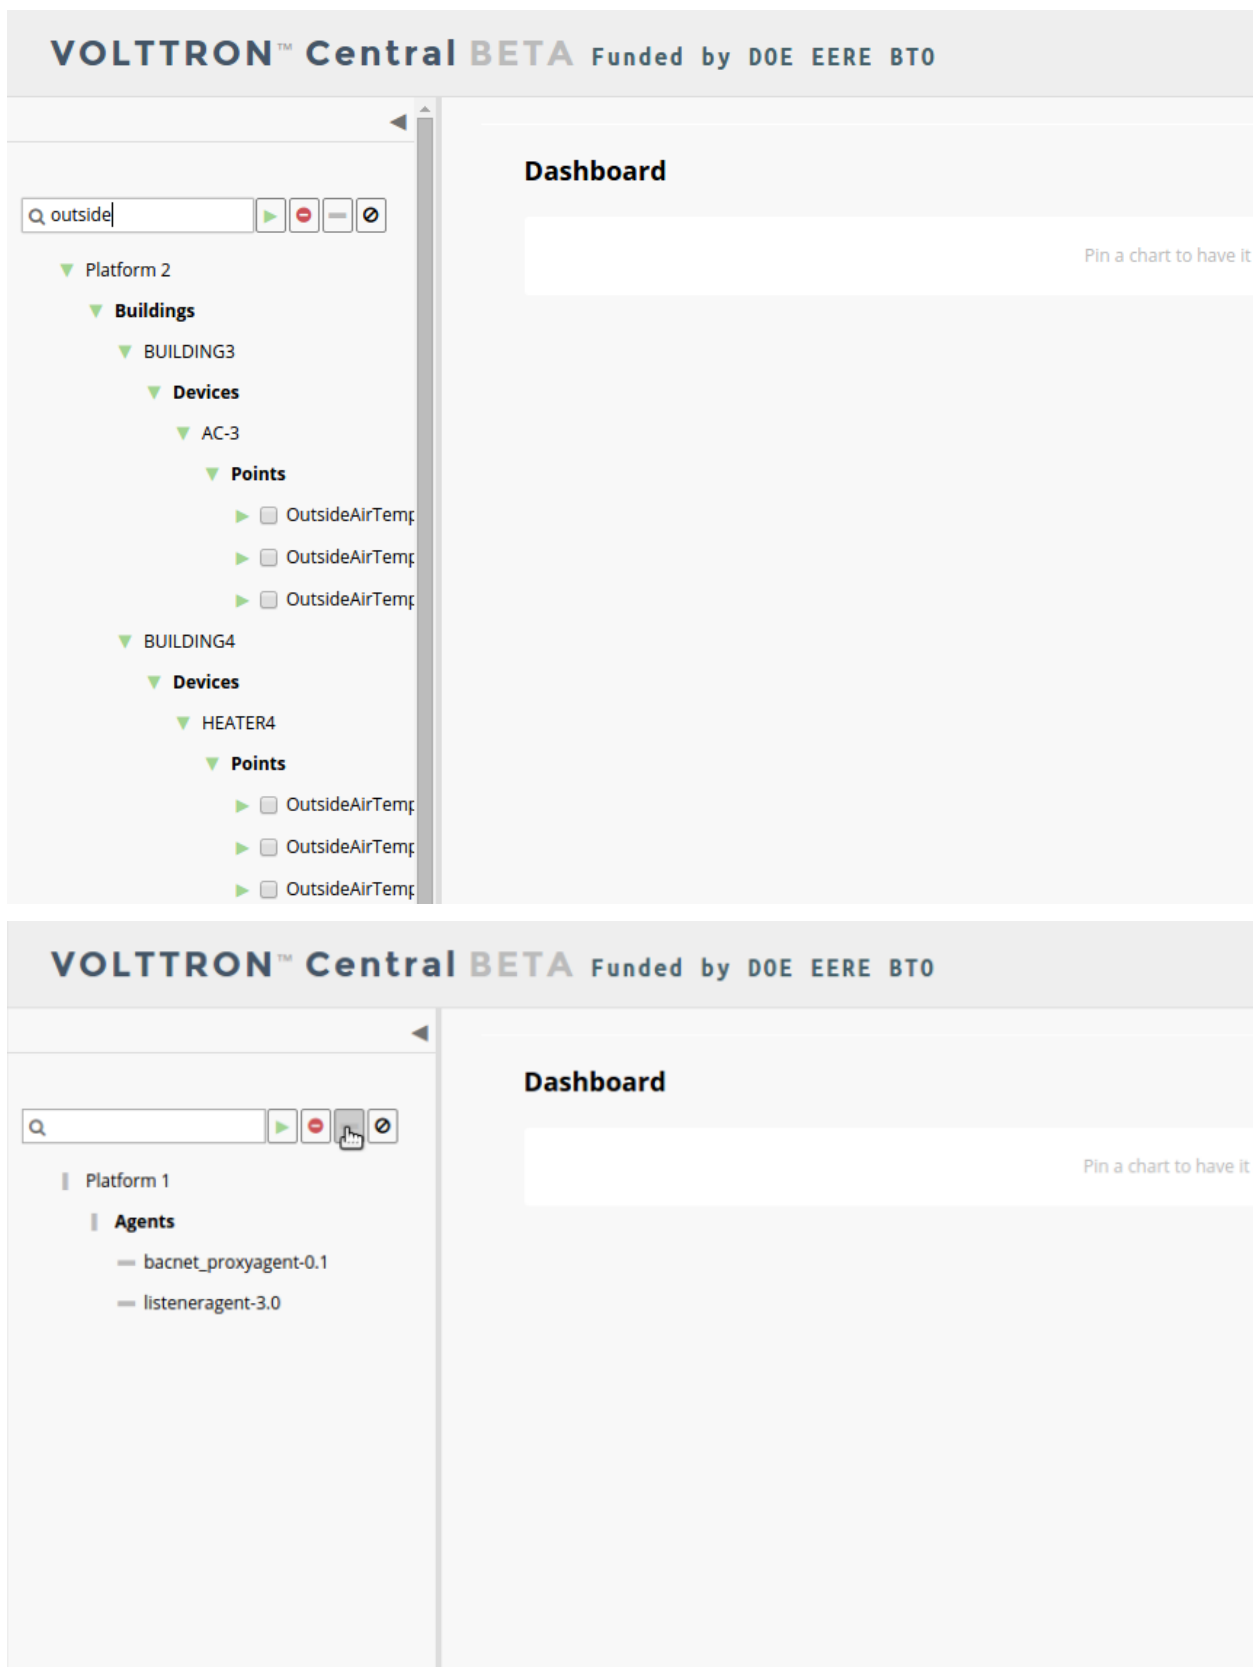 VOLTTRON™ Central BETA Funded by DOE EERE BTO
Dashboard
outside
Pin a chart to have it
Platform 2
Buildings
BUILDING3
Devices
AC-3
Points
OutsideAirTemp
OutsideAirTemp
OutsideAirTemp
BUILDING4
Devices
HEATER4
Points
OutsideAirTemp
OutsideAirTemp
OutsideAirTemp
VOLTTRON™ Central BETA Funded by DOE EERE BTO
Dashboard
Pin a chart to have it
Platform 1
Agents
bacnet_proxyagent-0.1
listeneragent-3.0